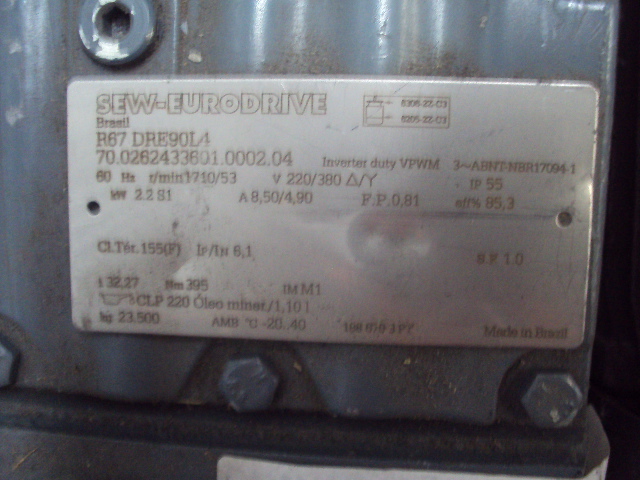 SEW-EURODRIVE
Brasil
6306-2Z-C3
6205-2Z-C3
R67 DRE90L4
70.0262433601.0002.04 Inverter duty VPWM 3~ABNT-NBR17094-1
60 Hz r/min1710/53 V 220/380 Δ/Y IP 55
kW 2.2 S1 A 8,50/4,90 F.P.0,81 eff% 85,3
Cl.Tér.155(F) IP/IN 6,1 S.F. 1.0
i 32,27 Nm 395 IM M1
CLP 220 Óleo miner./1,10 l
kg 23.500 AMB °C -20..40 Made in Brazil